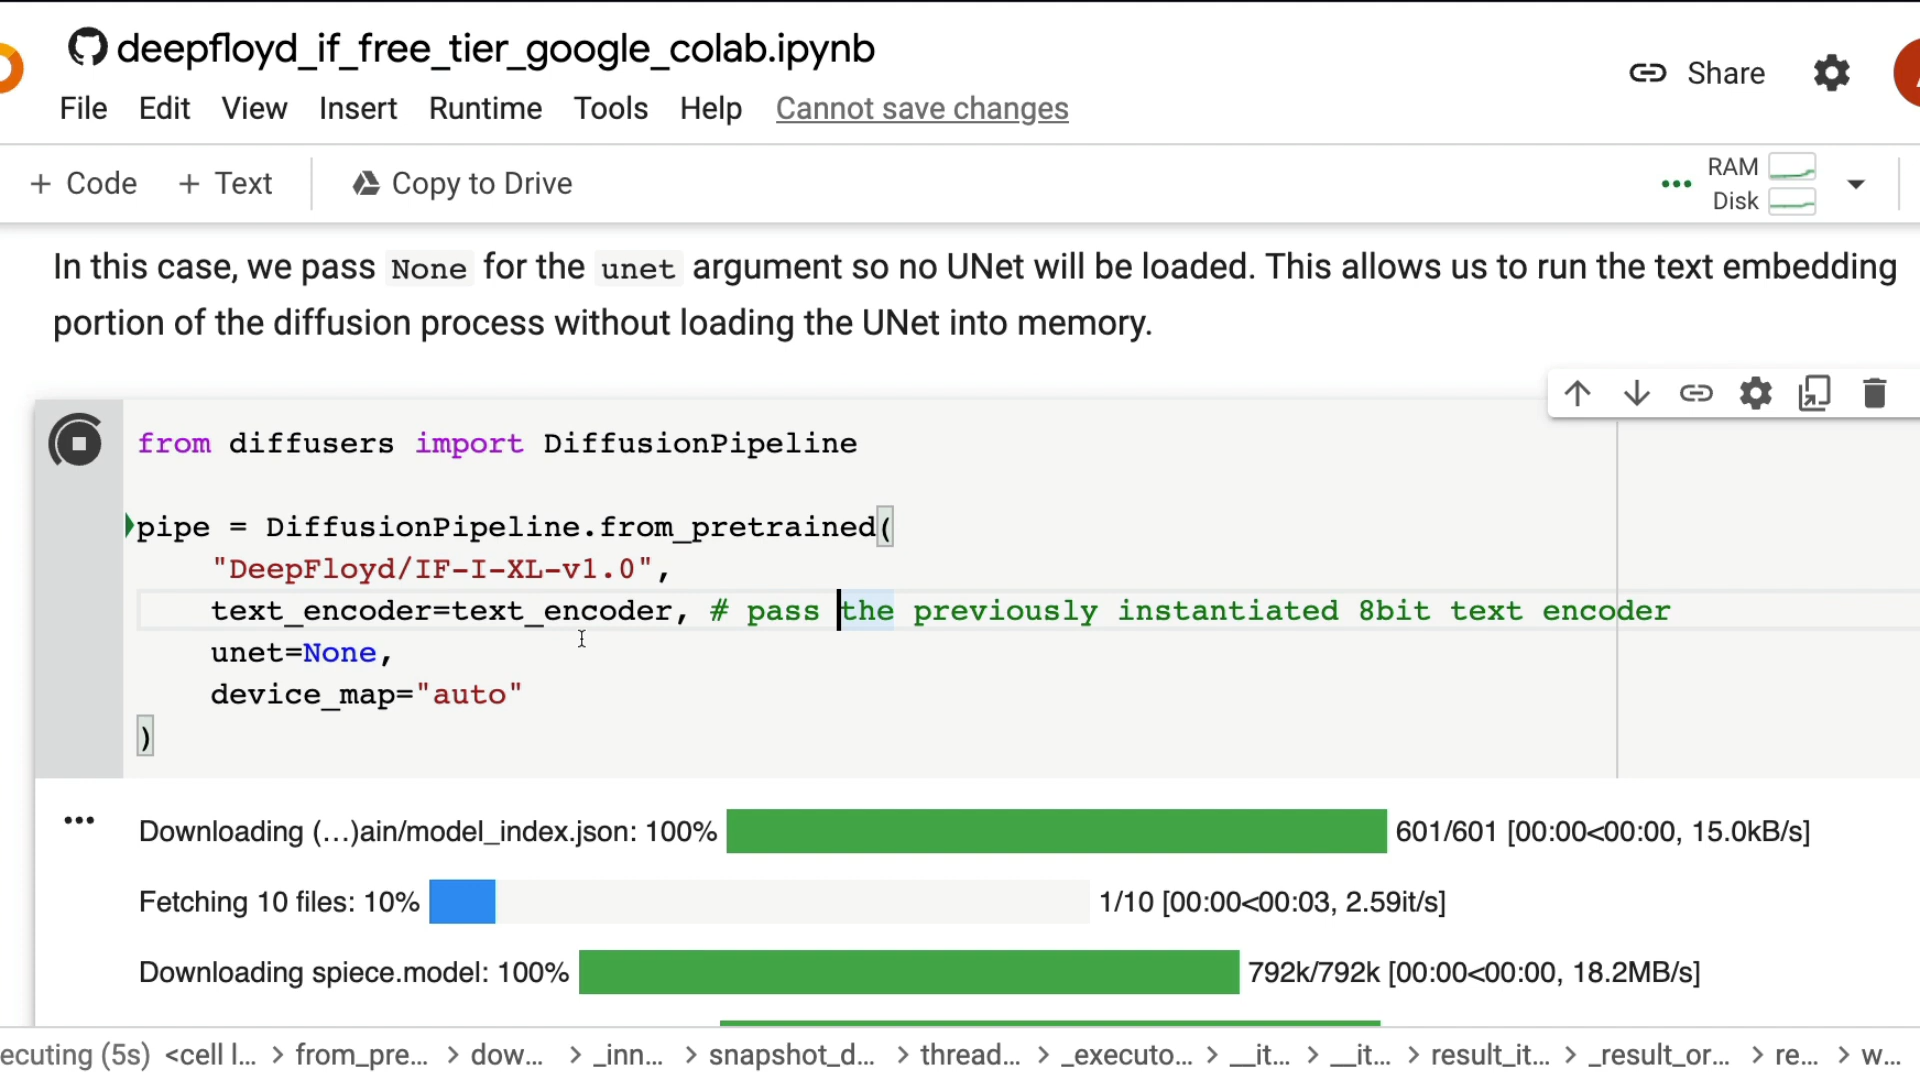 deepfloyd_if_free_tier_google_colab.ipynb
Share
File Edit View Insert Runtime Tools Help Cannot save changes
+ Code + Text Copy to Drive
RAM
Disk
In this case, we pass None for the unet argument so no UNet will be loaded. This allows us to run the text embedding
portion of the diffusion process without loading the UNet into memory.
from diffusers import DiffusionPipeline
pipe = DiffusionPipeline.from_pretrained(
"DeepFloyd/IF-I-XL-v1.0",
text_encoder=text_encoder, # pass the previously instantiated 8bit text encoder
unet=None,
device_map="auto"
)
Downloading (…)ain/model_index.json: 100% 601/601 [00:00<00:00, 15.0kB/s]
Fetching 10 files: 10% 1/10 [00:00<00:03, 2.59it/s]
Downloading spiece.model: 100% 792k/792k [00:00<00:00, 18.2MB/s]
ecuting (5s) <cell l... > from_pre... > dow... > _inn... > snapshot_d... > thread... > _executo... > __it... > __it... > result_it... > _result_or... > re... > w...